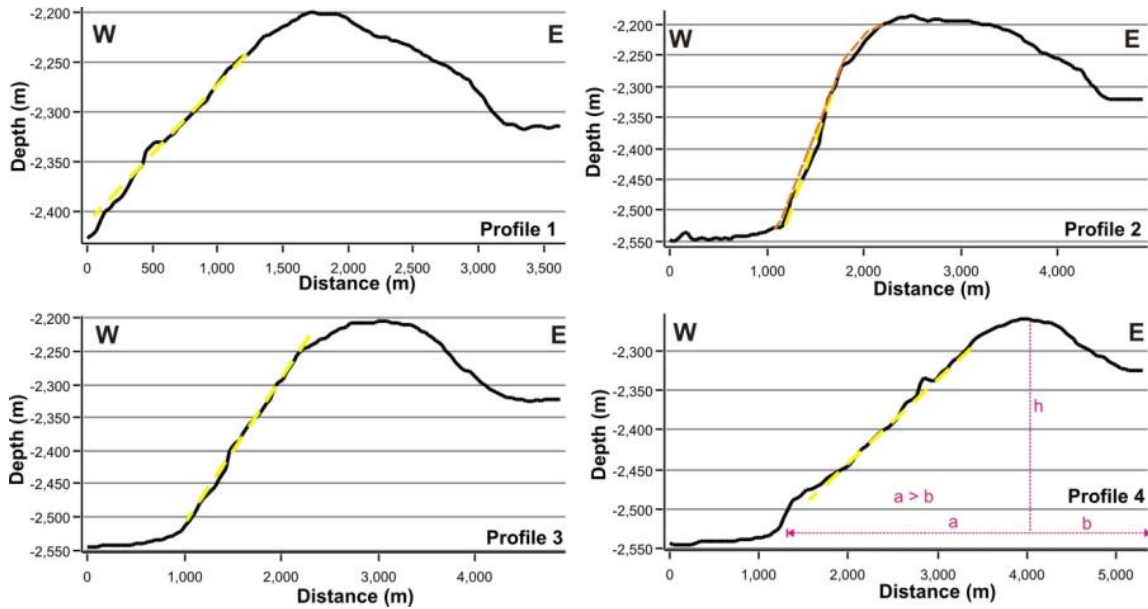 W
E
Depth (m)
-2,200
-2,250
-2,300
-2,350
-2,400
Profile 1
0
500
1,000
1,500
2,000
2,500
3,000
3,500
Distance (m)
W
E
Depth (m)
-2,200
-2,250
-2,300
-2,350
-2,400
-2,450
-2,500
-2,550
Profile 2
0
1,000
2,000
3,000
4,000
Distance (m)
W
E
Depth (m)
-2,200
-2,250
-2,300
-2,350
-2,400
-2,450
-2,500
-2,550
Profile 3
0
1,000
2,000
3,000
4,000
Distance (m)
W
E
Depth (m)
-2,300
-2,350
-2,400
-2,450
-2,500
-2,550
h
a > b
Profile 4
a
b
0
1,000
2,000
3,000
4,000
5,000
Distance (m)